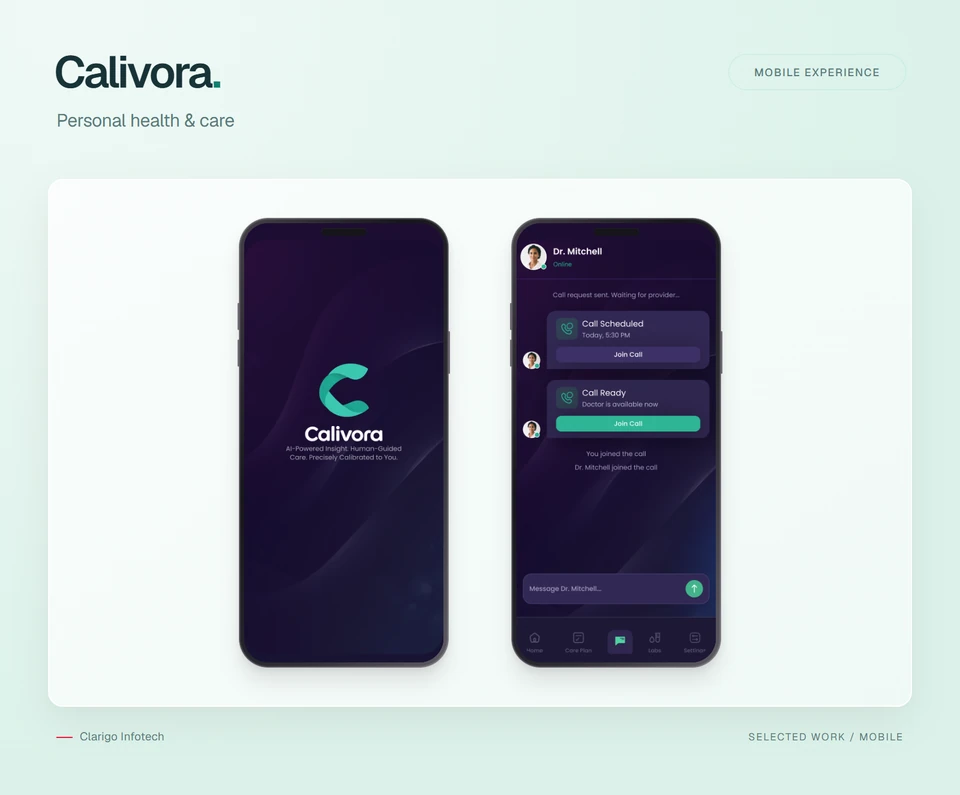 Calivora.
MOBILE EXPERIENCE
Personal health & care
Calivora
AI-Powered Insight. Human-Guided
Care. Precisely Calibrated to You.
Dr. Mitchell
Online
Call request sent. Waiting for provider...
Call Scheduled
Today, 5:30 PM
Join Call
Call Ready
Doctor is available now
Join Call
You joined the call
Dr. Mitchell joined the call
Message Dr. Mitchell...
Home
Care Plan
Labs
Settings
Clarigo Infotech
SELECTED WORK / MOBILE